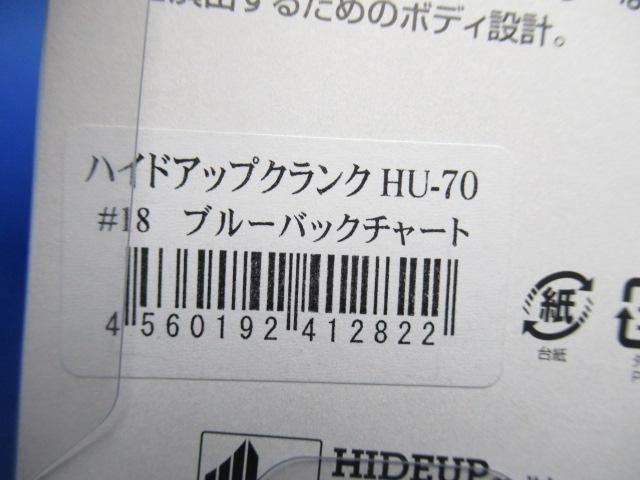 演出するためのボディ設計。
ハイドアップクランク HU-70
#18 ブルーバックチャート
4 560192 412822
紙
台紙
HIDEUP